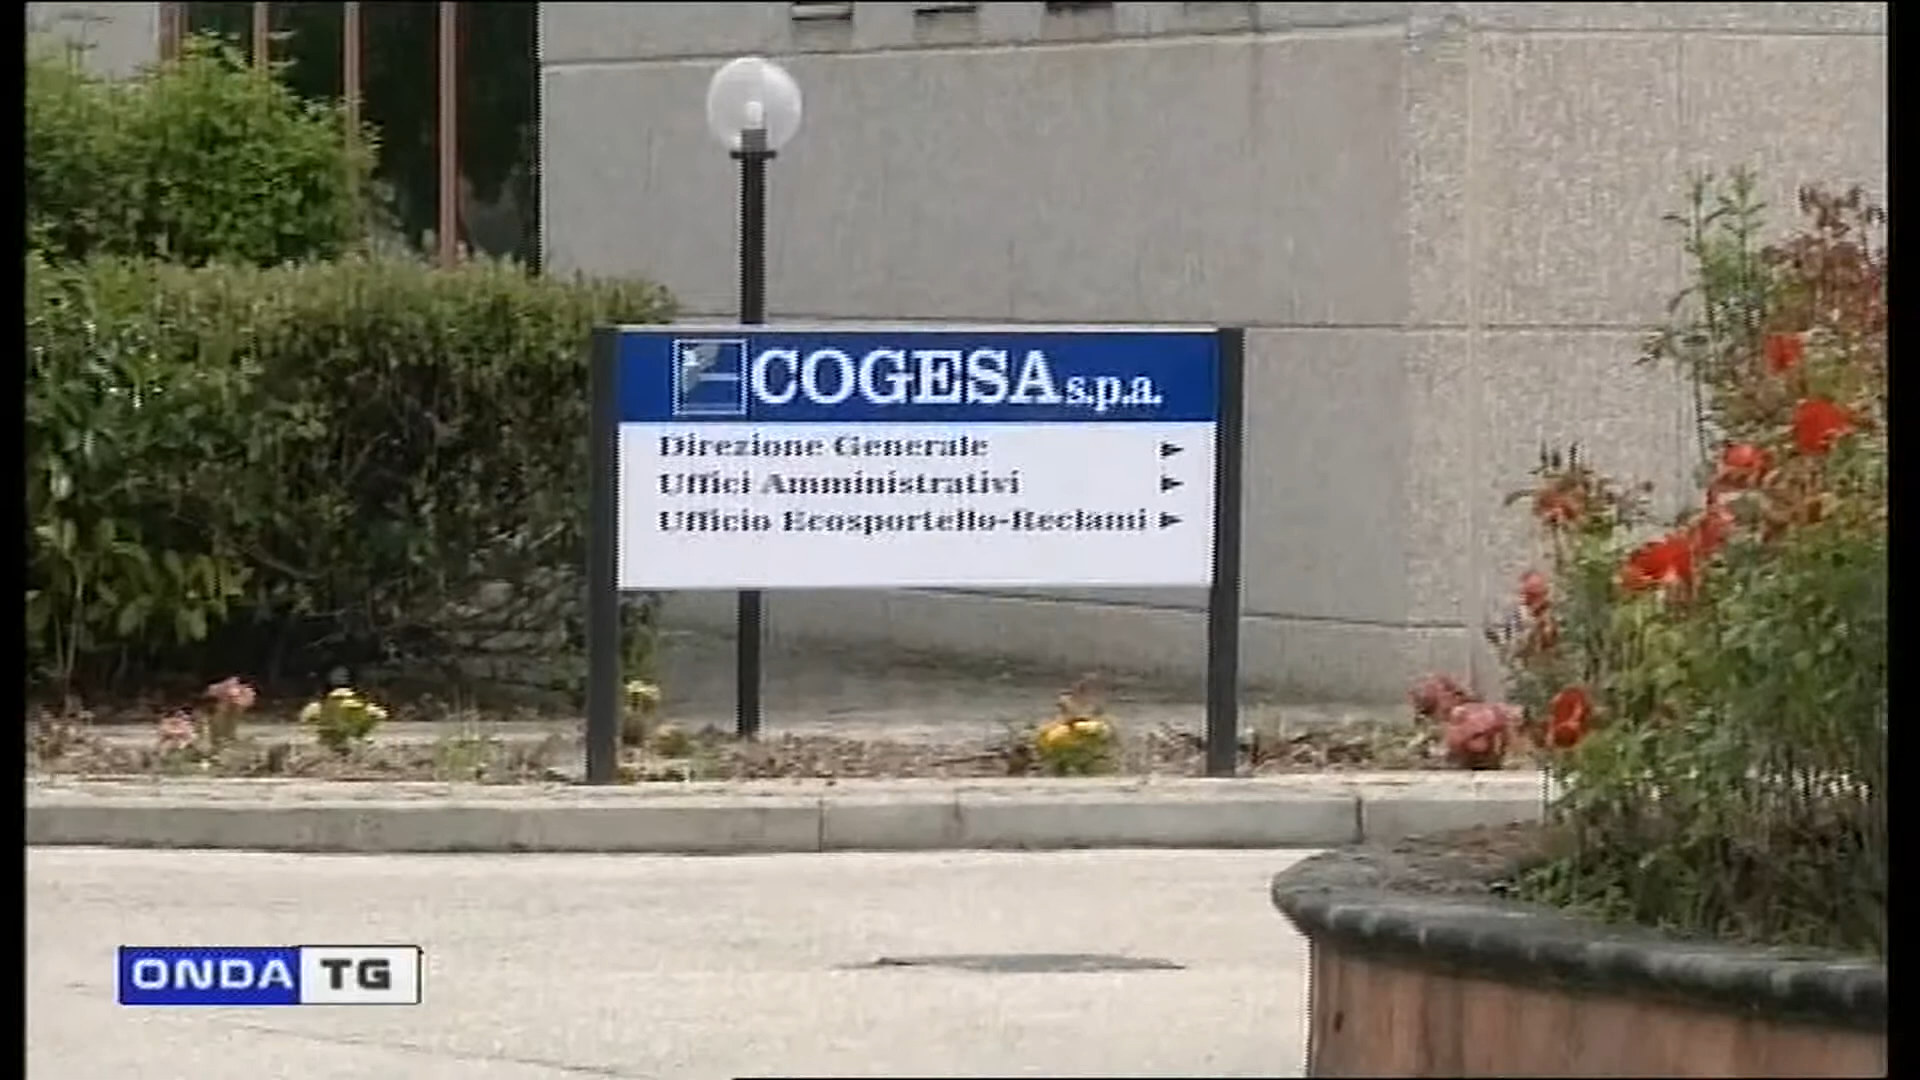 COGESA s.p.a.
Direzione Generale ►
Uffici Amministrativi ►
Ufficio Ecosportello-Reclami ►
ONDA TG